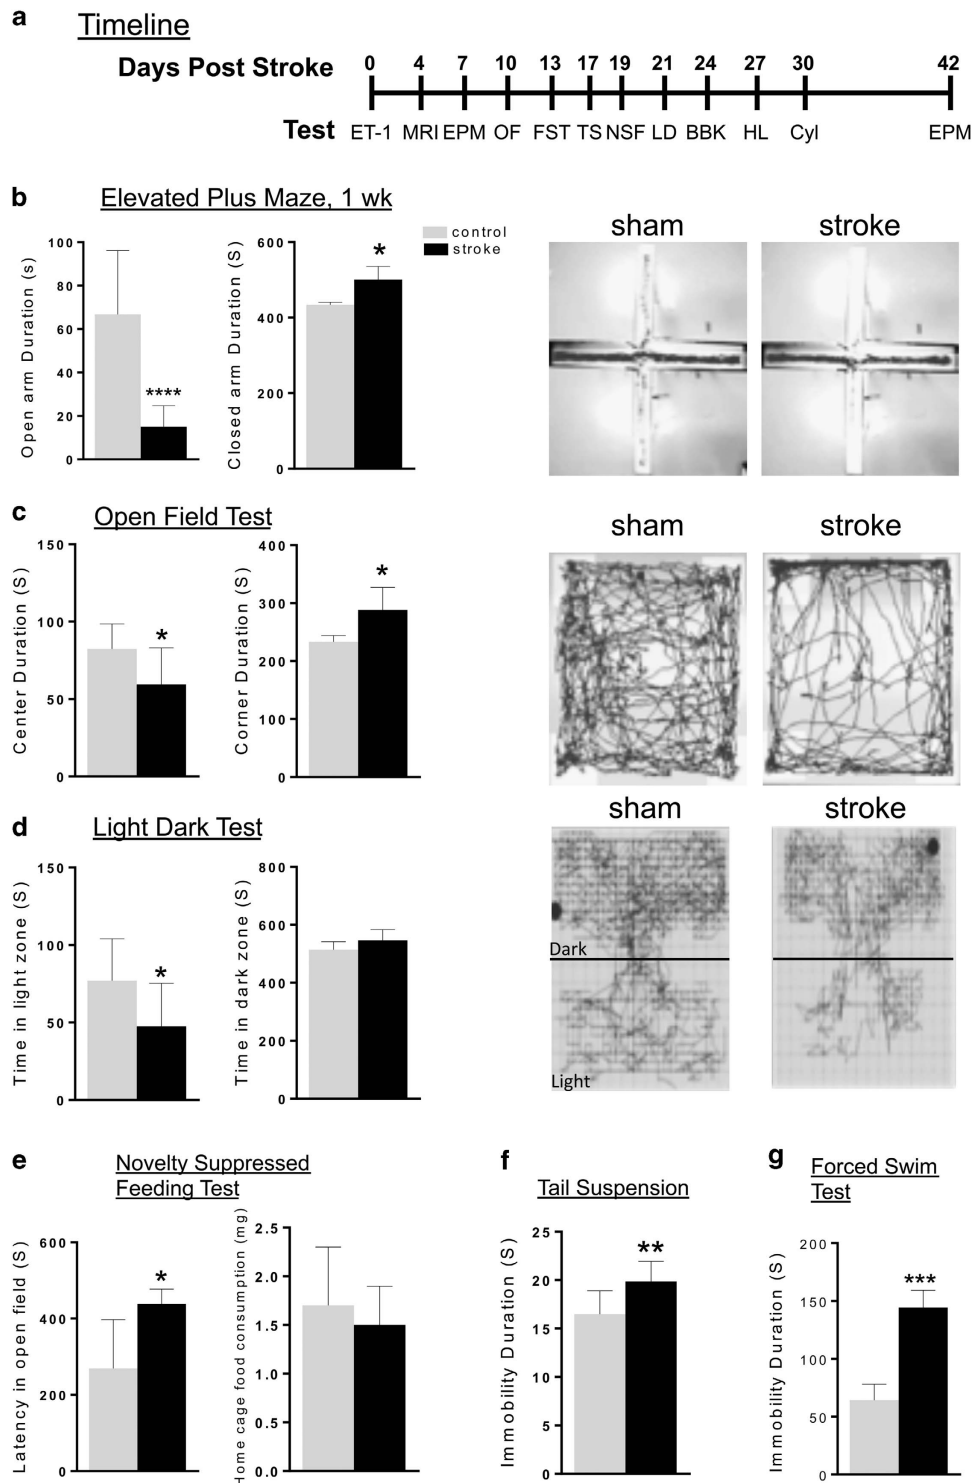 a
Timeline
Days Post Stroke 0 4 7 10 13 17 19 21 24 27 30 42
Test ET-1 MRI EPM OF FST TS NSF LD BBK HL Cyl EPM
b
Elevated Plus Maze, 1 wk
control
stroke
Open arm Duration (s)
100
80
60
40
20
0
****
Closed arm Duration (S)
600
400
200
0
*
sham
stroke
c
Open Field Test
Center Duration (S)
150
100
50
0
*
Corner Duration (S)
400
300
200
100
0
*
sham
stroke
d
Light Dark Test
Time in light zone (S)
150
100
50
0
*
Time in dark zone (S)
800
600
400
200
0
sham
stroke
Dark
Light
e
Novelty Suppressed
Feeding Test
Latency in open field (S)
600
400
200
0
*
Home cage food consumption (mg)
2.5
2.0
1.5
1.0
0.5
0.0
f
Tail Suspension
Immobility Duration (S)
25
20
15
10
5
0
**
g
Forced Swim
Test
Immobility Duration (S)
200
150
100
50
0
***